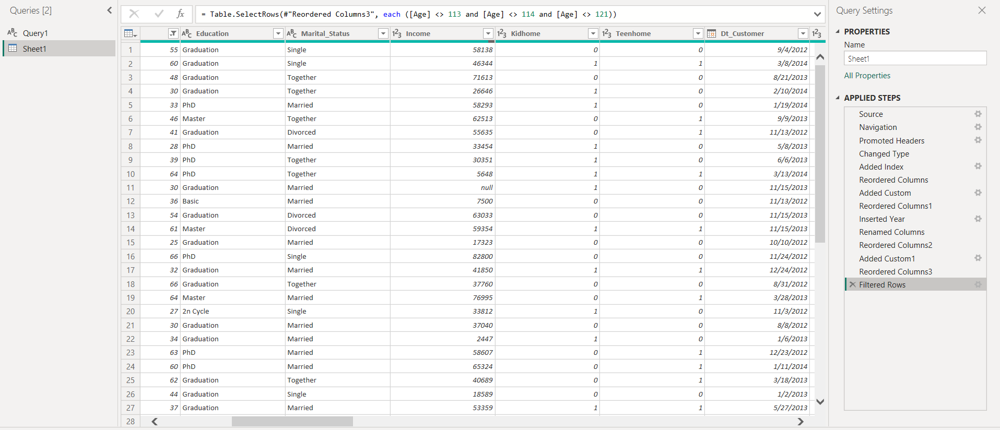 Queries [2]
= Table.SelectRows(#"Reordered Columns3", each ([Age] <> 113 and [Age] <> 114 and [Age] <> 121))
Query Settings
Query1
Sheet1
Education Marital_Status Income Kidhome Teenhome Dt_Customer
1 55 Graduation Single 58138 0 0 9/4/2012
2 60 Graduation Single 46344 1 1 3/8/2014
3 48 Graduation Together 71613 0 0 8/21/2013
4 30 Graduation Together 26646 1 0 2/10/2014
5 33 PhD Married 58293 1 0 1/19/2014
6 46 Master Together 62513 0 1 9/9/2013
7 41 Graduation Divorced 55635 0 1 11/13/2012
8 28 PhD Married 33454 1 0 5/8/2013
9 39 PhD Together 30351 1 0 6/6/2013
10 64 PhD Together 5648 1 1 3/13/2014
11 30 Graduation Married null 1 0 11/15/2013
12 36 Basic Married 7500 0 0 11/13/2012
13 54 Graduation Divorced 63033 0 0 11/15/2013
14 61 Master Divorced 59354 1 1 11/15/2013
15 25 Graduation Married 17323 0 0 10/10/2012
16 66 PhD Single 82800 0 0 11/24/2012
17 32 Graduation Married 41850 1 1 12/24/2012
18 66 Graduation Together 37760 0 0 8/31/2012
19 64 Master Married 76995 0 1 3/28/2013
20 27 2n Cycle Single 33812 1 0 11/3/2012
21 30 Graduation Married 37040 0 0 8/8/2012
22 34 Graduation Married 2447 1 0 1/6/2013
23 63 PhD Married 58607 0 1 12/23/2012
24 60 PhD Married 65324 0 1 1/11/2014
25 62 Graduation Together 40689 0 1 3/18/2013
26 44 Graduation Single 18589 0 0 1/2/2013
27 37 Graduation Married 53359 1 1 5/27/2013
28
PROPERTIES
Name
Sheet1
All Properties
APPLIED STEPS
Source
Navigation
Promoted Headers
Changed Type
Added Index
Reordered Columns
Added Custom
Reordered Columns1
Inserted Year
Renamed Columns
Reordered Columns2
Added Custom1
Reordered Columns3
Filtered Rows